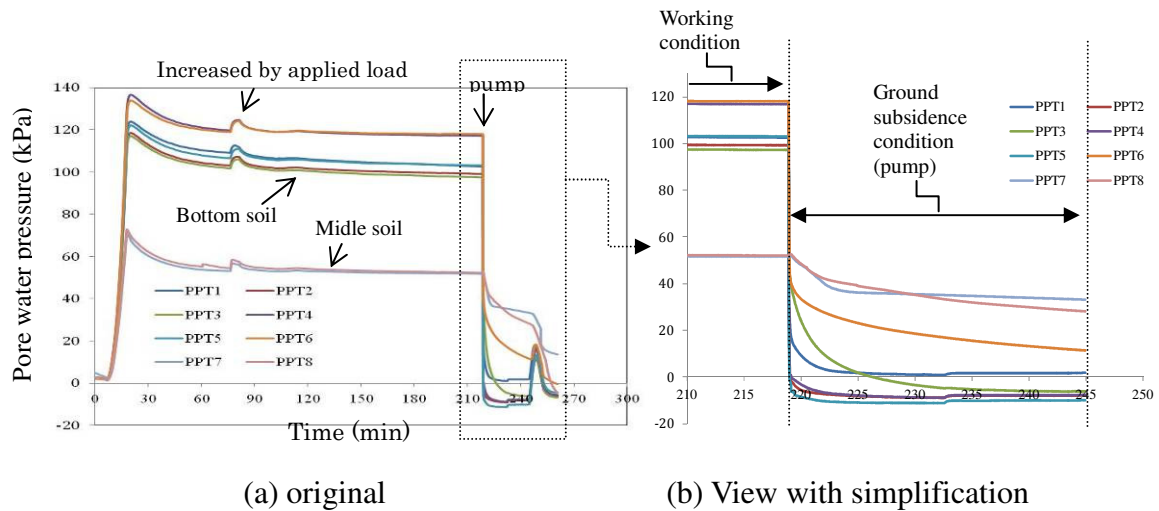 Increased by applied load
pump
Bottom soil
Midle soil
Pore water pressure (kPa)
140
120
100
80
60
40
20
0
-20
0
30
60
90
120
150
180
210
240
270
300
Time (min)
PPT1
PPT2
PPT3
PPT4
PPT5
PPT6
PPT7
PPT8
(a) original
Working
condition
Ground
subsidence
condition
(pump)
120
100
80
60
40
20
0
-20
210
215
220
225
230
235
240
245
250
PPT1
PPT2
PPT3
PPT4
PPT5
PPT6
PPT7
PPT8
(b) View with simplification